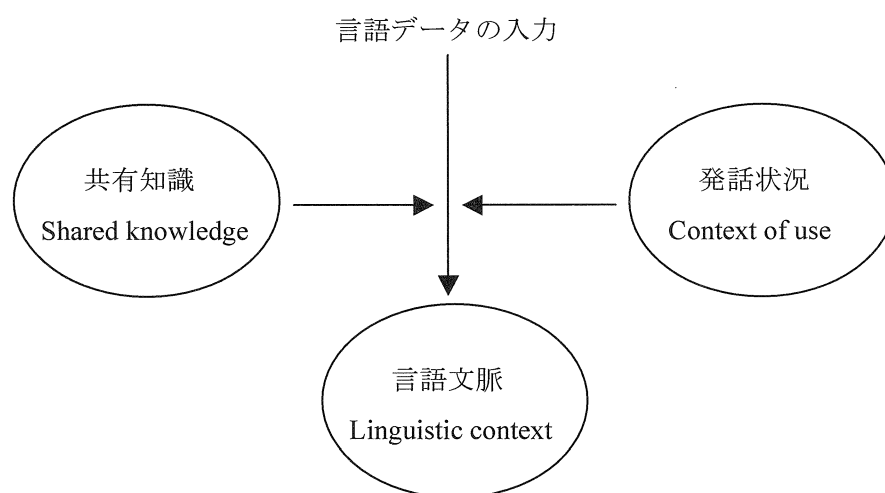 言語データの入力
共有知識
Shared knowledge
発話状況
Context of use
言語文脈
Linguistic context